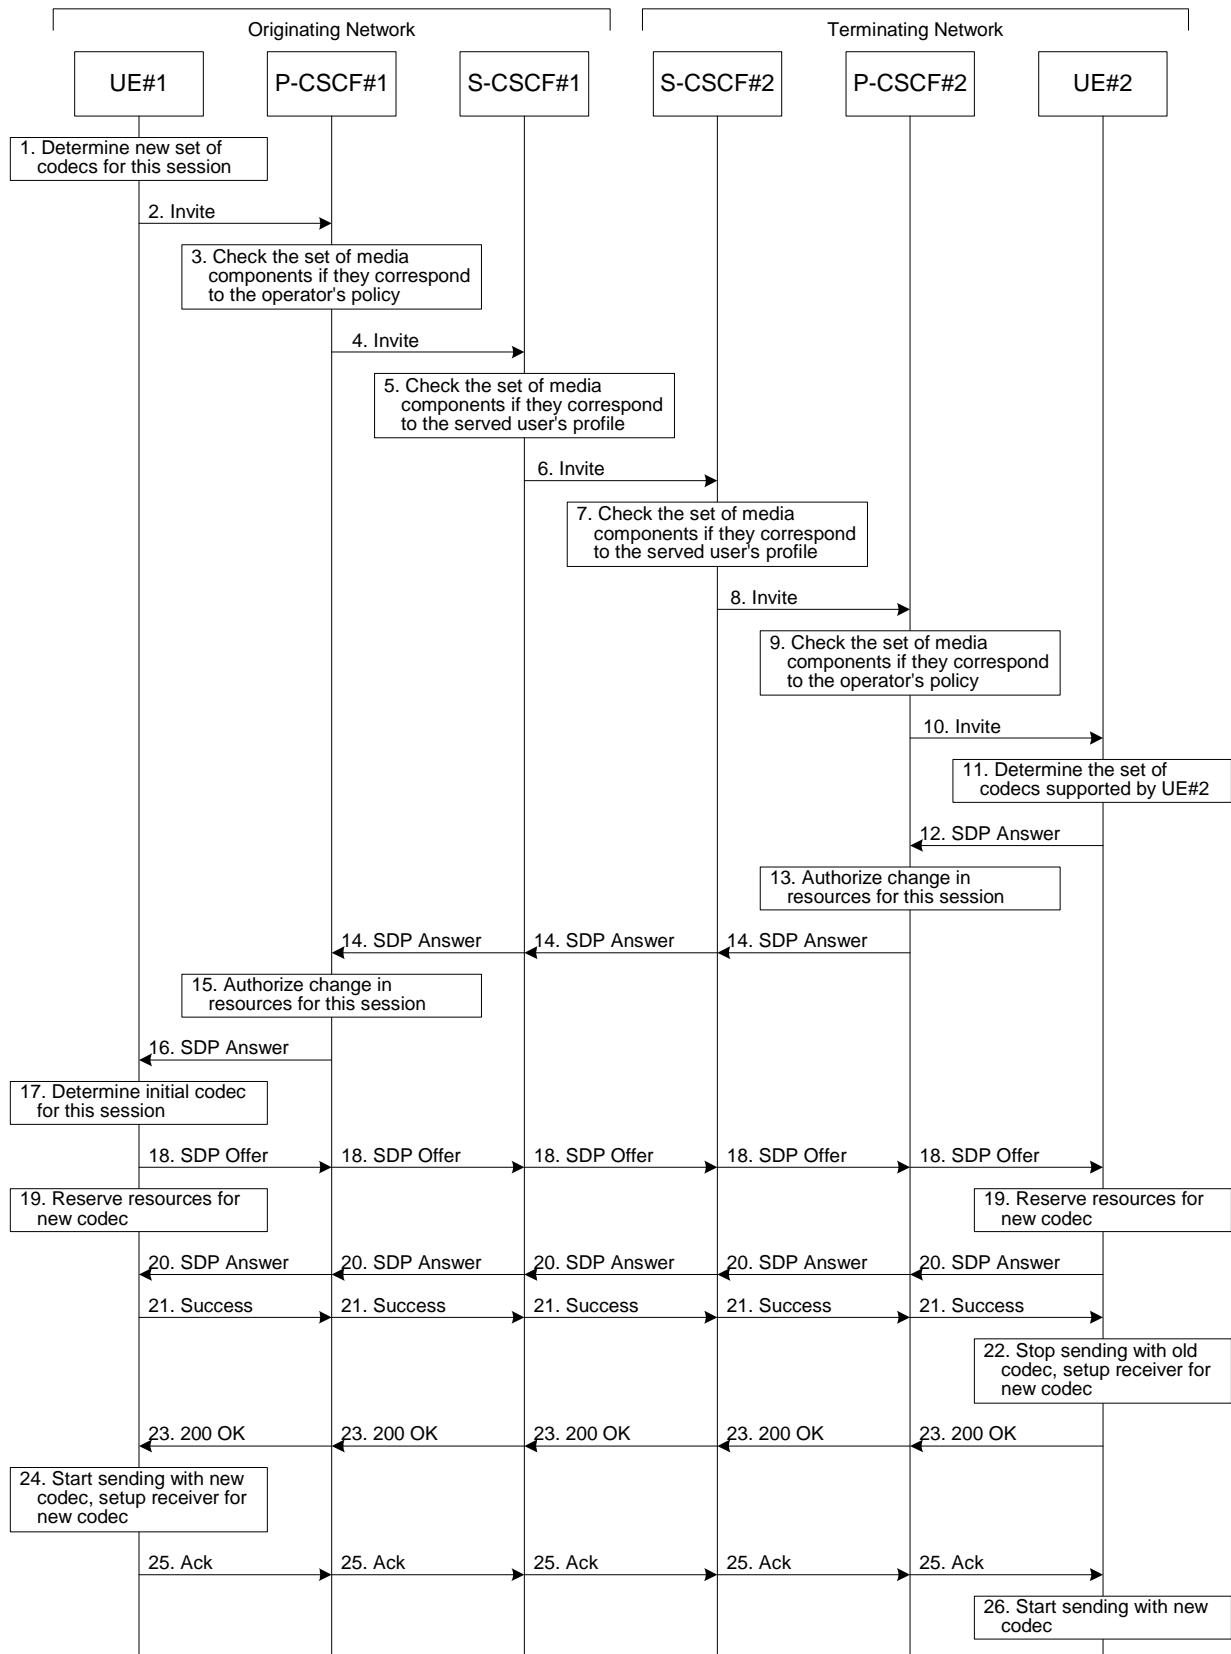 Originating Network
Terminating Network
UE#1
P-CSCF#1
S-CSCF#1
S-CSCF#2
P-CSCF#2
UE#2
1. Determine new set of
codecs for this session
2. Invite
3. Check the set of media
components if they correspond
to the operator's policy
4. Invite
5. Check the set of media
components if they correspond
to the served user's profile
6. Invite
7. Check the set of media
components if they correspond
to the served user's profile
8. Invite
9. Check the set of media
components if they correspond
to the operator's policy
10. Invite
11. Determine the set of
codecs supported by UE#2
12. SDP Answer
13. Authorize change in
resources for this session
14. SDP Answer
14. SDP Answer
14. SDP Answer
15. Authorize change in
resources for this session
16. SDP Answer
17. Determine initial codec
for this session
18. SDP Offer
18. SDP Offer
18. SDP Offer
18. SDP Offer
18. SDP Offer
19. Reserve resources for
new codec
19. Reserve resources for
new codec
20. SDP Answer
20. SDP Answer
20. SDP Answer
20. SDP Answer
20. SDP Answer
21. Success
21. Success
21. Success
21. Success
21. Success
22. Stop sending with old
codec, setup receiver for
new codec
23. 200 OK
23. 200 OK
23. 200 OK
23. 200 OK
23. 200 OK
24. Start sending with new
codec, setup receiver for
new codec
25. Ack
25. Ack
25. Ack
25. Ack
25. Ack
26. Start sending with new
codec